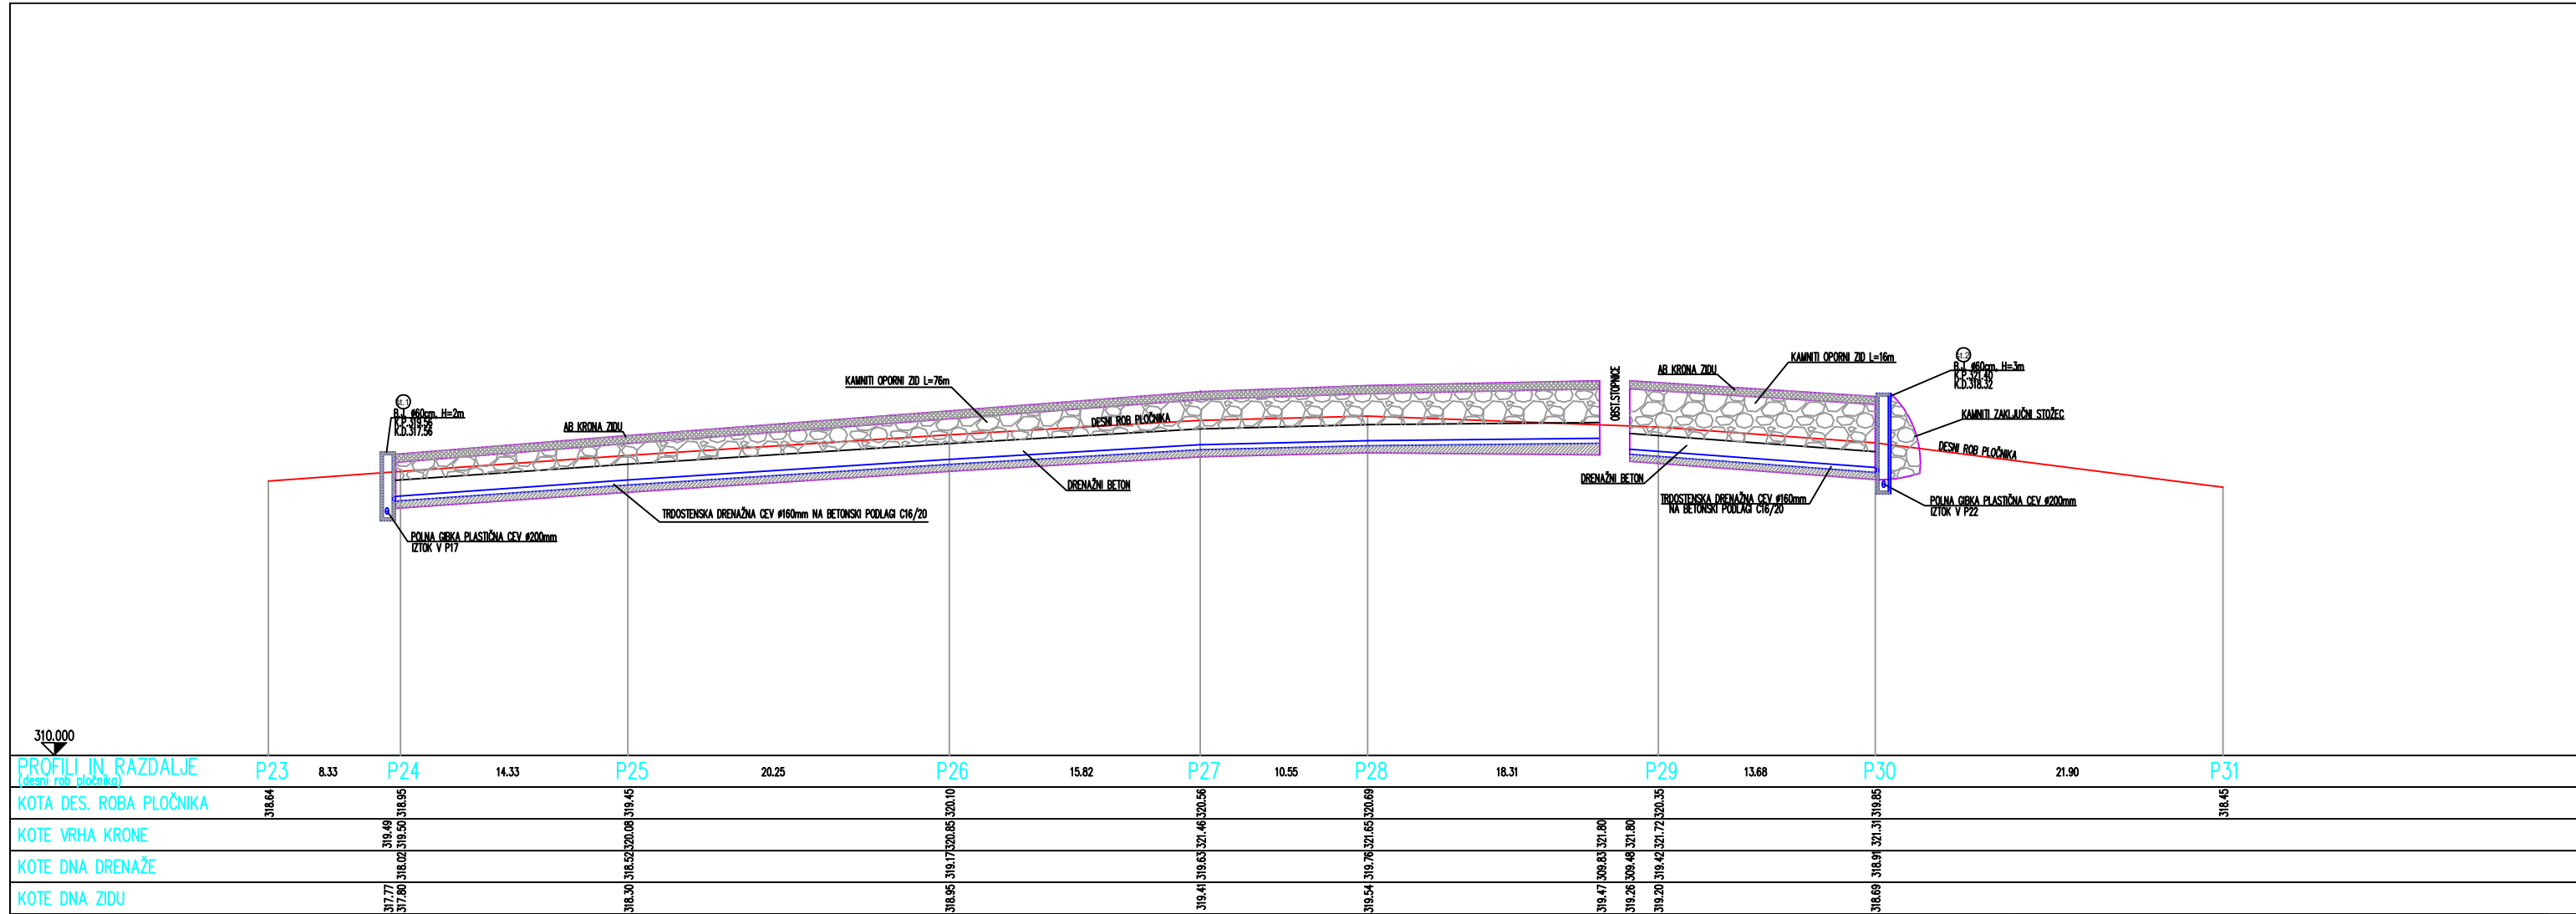 KAMNITI OPORNI ZID L=16m
AB KRONA ZIDU
B.J. ø60cm, H=3m
K.P.321.40
K.D.318.32
KAMNITI OPORNI ZID L=76m
OBST.STOPNICE
B.J. ø60cm, H=2m
K.P.319.56
K.D.317.56
AB KRONA ZIDU
DESNI ROB PLOČNIKA
KAMNITI ZAKLJUČNI STOŽEC
DESNI ROB PLOČNIKA
DRENAŽNI BETON
DRENAŽNI BETON
TRDOSTENSKA DRENAŽNA CEV ø160mm NA BETONSKI PODLAGI C16/20
TRDOSTENSKA DRENAŽNA CEV ø160mm
NA BETONSKI PODLAGI C16/20
POLNA GIBKA PLASTIČNA CEV ø200mm
IZTOK V P22
POLNA GIBKA PLASTIČNA CEV ø200mm
IZTOK V P17
310.000
PROFILI IN RAZDALJE
(desni rob pločnika)
P23 8.33 P24 14.33 P25 20.25 P26 15.82 P27 10.55 P28 18.31 P29 13.68 P30 21.90 P31
KOTA DES. ROBA PLOČNIKA 318.64 318.95 319.45 320.10 320.56 320.69 320.35 319.85 318.45
KOTE VRHA KRONE 319.49 319.50 320.08 320.85 321.46 321.65 321.80 321.80 321.72 321.31
KOTE DNA DRENAŽE 318.02 318.52 319.17 319.63 319.76 309.83 309.48 319.42 318.91
KOTE DNA ZIDU 317.77 317.80 318.30 318.95 319.41 319.54 319.47 319.26 319.20 318.69